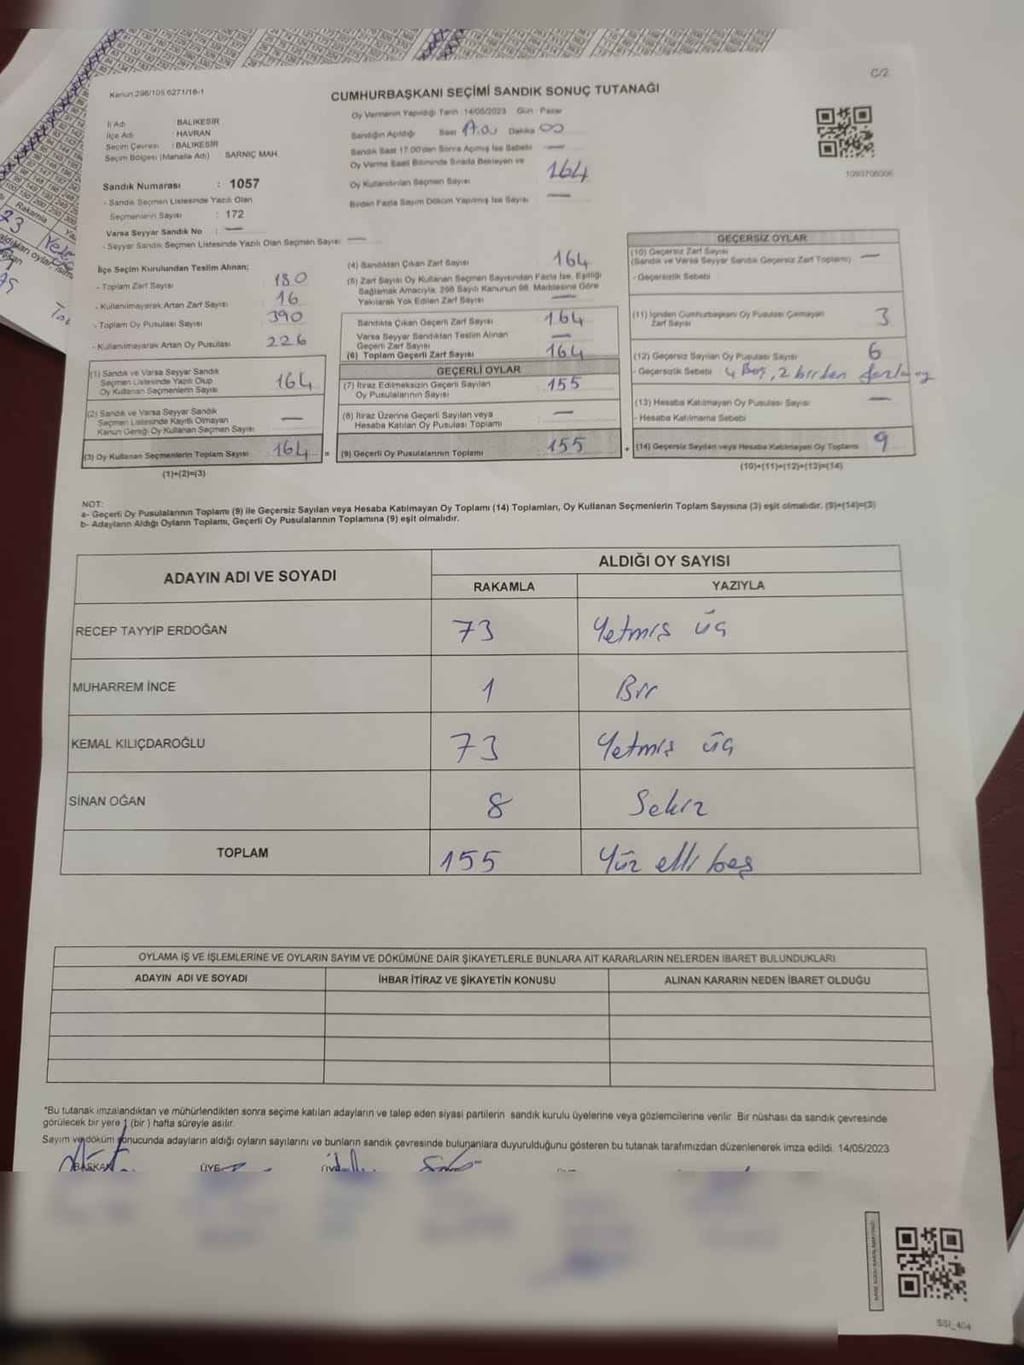 C/2
Kanun 298/105 6271/18-1
CUMHURBAŞKANI SEÇİMİ SANDIK SONUÇ TUTANAĞI
İl Adı : BALIKESİR
İlçe Adı : HAVRAN
Seçim Çevresi : BALIKESİR
Seçim Bölgesi (Mahalle Adı) SARNIÇ MAH.
Sandık Numarası : 1057
- Sandık Seçmen Listesinde Yazılı Olan
Seçmenlerin Sayısı : 172
Varsa Seyyar Sandık No : —
- Seyyar Sandık Seçmen Listesinde Yazılı Olan Seçmen Sayısı —
Oy Vermenin Yapıldığı Tarih : 14/05/2023 Gün : Pazar
Sandığın Açıldığı Saat Dakika 00
Sandık Saat 17.00'den Sonra Açılmış İse Sebebi —
Oy Verme Saati Bitiminde Sırada Bekleyen ve
Oy Kullandırılan Seçmen Sayısı 164
Birden Fazla Sayım Döküm Yapılmış İse Sayısı —
1093706006
İlçe Seçim Kurulundan Teslim Alınan;
- Toplam Zarf Sayısı 180
- Kullanılmayarak Artan Zarf Sayısı 16
- Toplam Oy Pusulası Sayısı 390
- Kullanılmayarak Artan Oy Pusulası 226
(1) Sandık ve Varsa Seyyar Sandık
Seçmen Listesinde Yazılı Olup
Oy Kullanan Seçmenlerin Sayısı 164
(2) Sandık ve Varsa Seyyar Sandık
Seçmen Listesinde Kayıtlı Olmayan
Kanun Gereği Oy Kullanan Seçmen Sayısı —
(3) Oy Kullanan Seçmenlerin Toplam Sayısı 164
(1)+(2)=(3)
(4) Sandıktan Çıkan Zarf Sayısı 164
(5) Zarf Sayısı Oy Kullanan Seçmen Sayısından Fazla İse, Eşitliği
Sağlamak Amacıyla, 298 Sayılı Kanunun 98. Maddesine Göre
Yakılarak Yok Edilen Zarf Sayısı —
Sandıkta Çıkan Geçerli Zarf Sayısı 164
Varsa Seyyar Sandıktan Teslim Alınan
Geçerli Zarf Sayısı —
(6) Toplam Geçerli Zarf Sayısı 164
GEÇERLİ OYLAR
(7) İtiraz Edilmeksizin Geçerli Sayılan
Oy Pusulası Sayısı 155
(8) İtiraz Üzerine Geçerli Sayılan veya
Hesaba Katılan Oy Pusulası Toplamı —
= (9) Geçerli Oy Pusulalarının Toplamı 155
GEÇERSİZ OYLAR
(10) Geçersiz Zarf Sayısı
(Sandık ve Varsa Seyyar Sandık Geçersiz Zarf Toplamı) —
- Geçersizlik Sebebi
(11) İçinden Cumhurbaşkanı Oy Pusulası Çıkmayan
Zarf Sayısı 3
(12) Geçersiz Sayılan Oy Pusulası Sayısı 6
- Geçersizlik Sebebi 4 Boş, 2 birden fazla oy
(13) Hesaba Katılmayan Oy Pusulası Sayısı —
- Hesaba Katılmama Sebebi
+ (14) Geçersiz Sayılan veya Hesaba Katılmayan Oy Toplamı 9
(10)+(11)+(12)+(13)=(14)
NOT:
a- Geçerli Oy Pusulalarının Toplamı (9) ile Geçersiz Sayılan veya Hesaba Katılmayan Oy Toplamı (14) Toplamları, Oy Kullanan Seçmenlerin Toplam Sayısına (3) eşit olmalıdır. (9)+(14)=(3)
b- Adayların Aldığı Oyların Toplamı, Geçerli Oy Pusulalarının Toplamına (9) eşit olmalıdır.
ADAYIN ADI VE SOYADI
ALDIĞI OY SAYISI
RAKAMLA YAZIYLA
RECEP TAYYİP ERDOĞAN 73 Yetmiş üç
MUHARREM İNCE 1 Bir
KEMAL KILIÇDAROĞLU 73 Yetmiş üç
SİNAN OĞAN 8 Sekiz
TOPLAM 155 Yüz elli beş
OYLAMA İŞ VE İŞLEMLERİNE VE OYLARIN SAYIM VE DÖKÜMÜNE DAİR ŞİKAYETLERLE BUNLARA AİT KARARLARIN NELERDEN İBARET BULUNDUKLARI
ADAYIN ADI VE SOYADI İHBAR İTİRAZ VE ŞİKAYETİN KONUSU ALINAN KARARIN NEDEN İBARET OLDUĞU
*Bu tutanak imzalandıktan ve mühürlendikten sonra seçime katılan adayların ve talep eden siyasi partilerin sandık kurulu üyelerine veya gözlemcilerine verilir. Bir nüshası da sandık çevresinde
görülecek bir yere 1 (bir ) hafta süreyle asılır.
Sayım ve döküm sonucunda adayların aldığı oyların sayılarını ve bunların sandık çevresinde bulunanlara duyurulduğunu gösteren bu tutanak tarafımızdan düzenlenerek imza edildi. 14/05/2023
BAŞKAN ÜYE
SSI_404